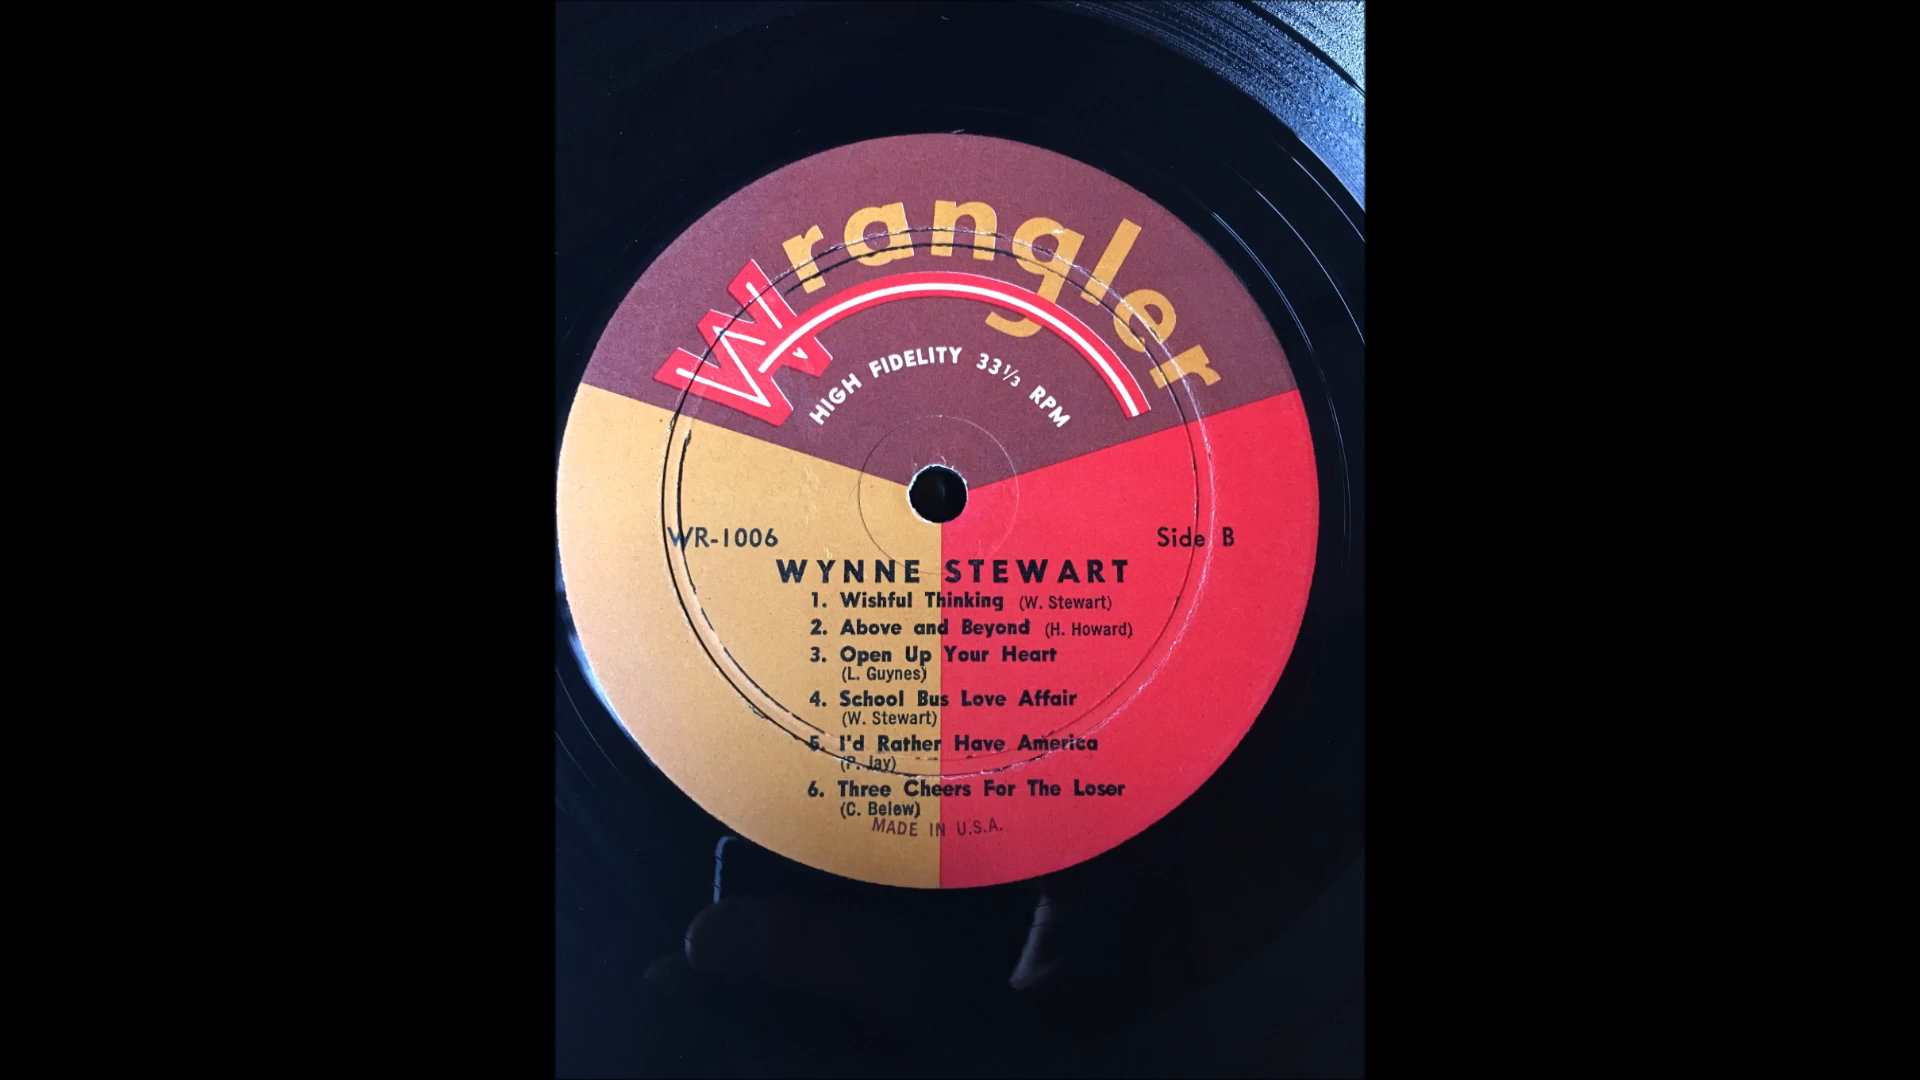 Wrangler
HIGH FIDELITY 33⅓ RPM
WR-1006
Side B
WYNNE STEWART
1. Wishful Thinking (W. Stewart)
2. Above and Beyond (H. Howard)
3. Open Up Your Heart
(L. Guynes)
4. School Bus Love Affair
(W. Stewart)
5. I'd Rather Have America
(P. Jay)
6. Three Cheers For The Loser
(C. Belew)
MADE IN U.S.A.